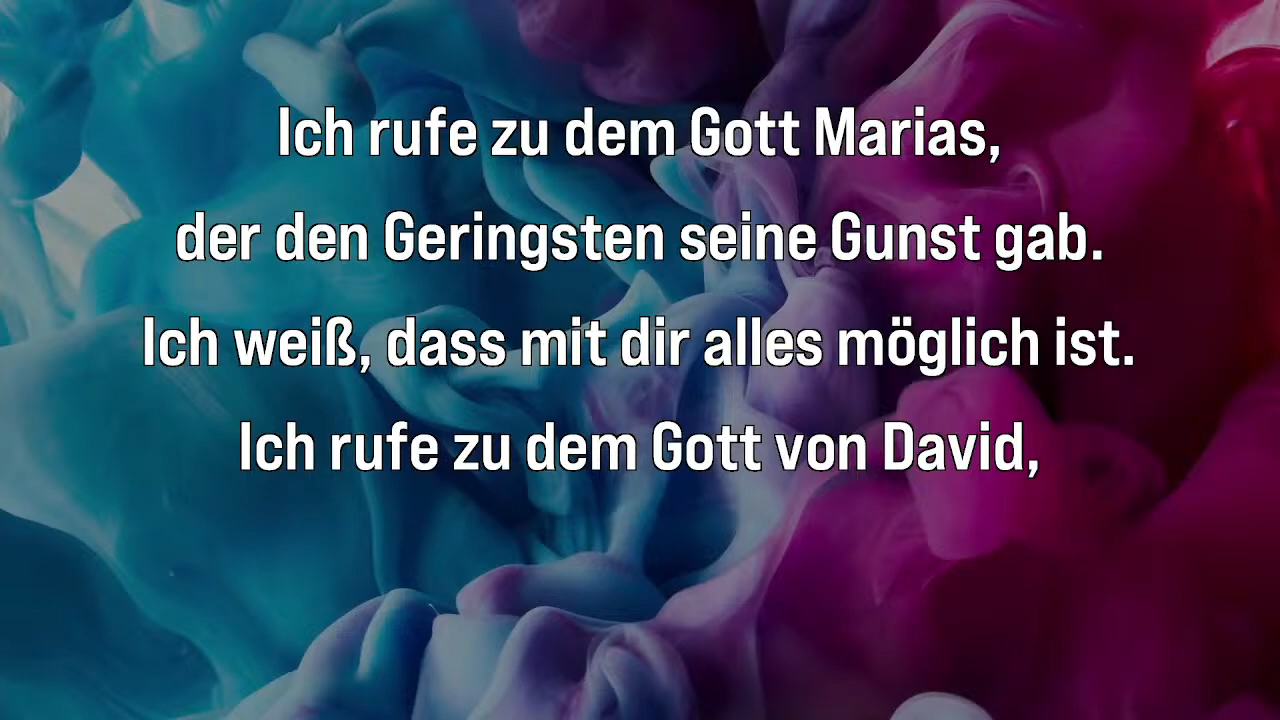 Ich rufe zu dem Gott Marias,
der den Geringsten seine Gunst gab.
Ich weiß, dass mit dir alles möglich ist.
Ich rufe zu dem Gott von David,